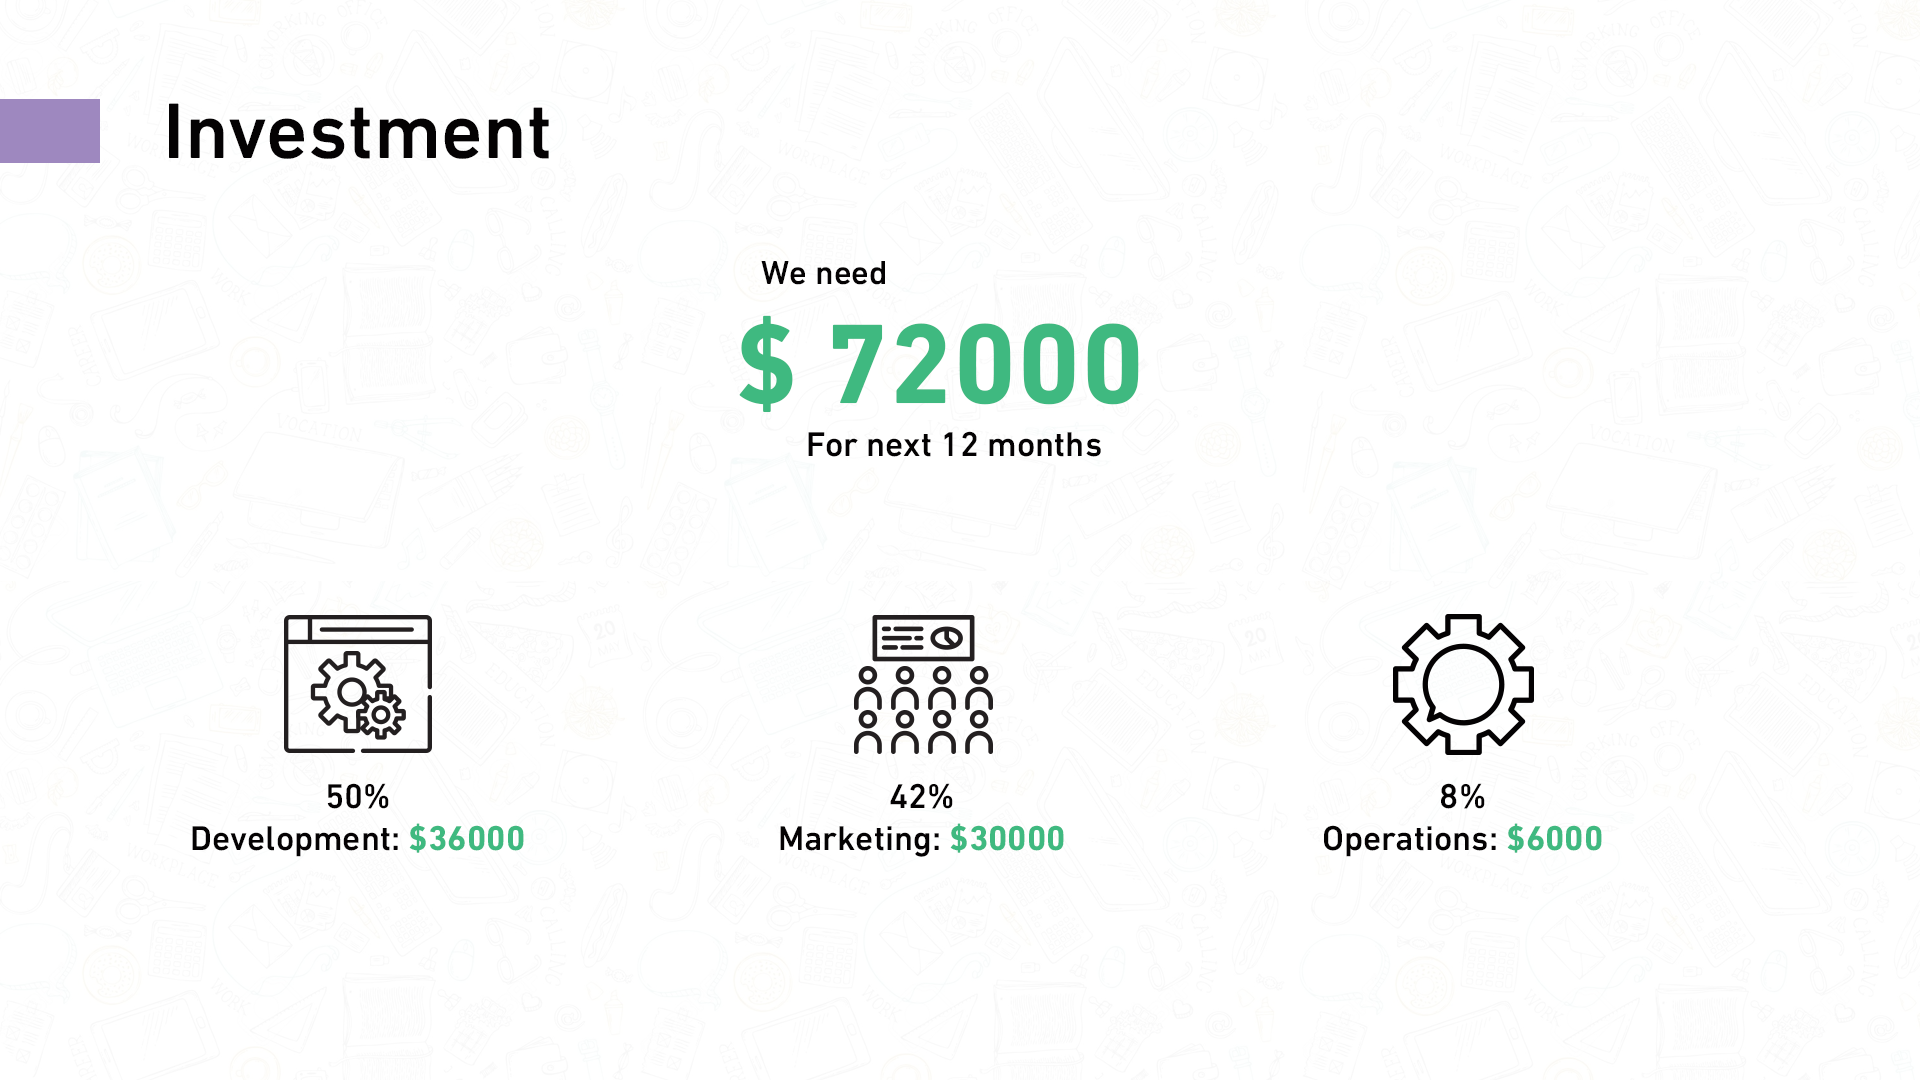 Investment
We need
$ 72000
For next 12 months
50%
Development: $36000
42%
Marketing: $30000
8%
Operations: $6000